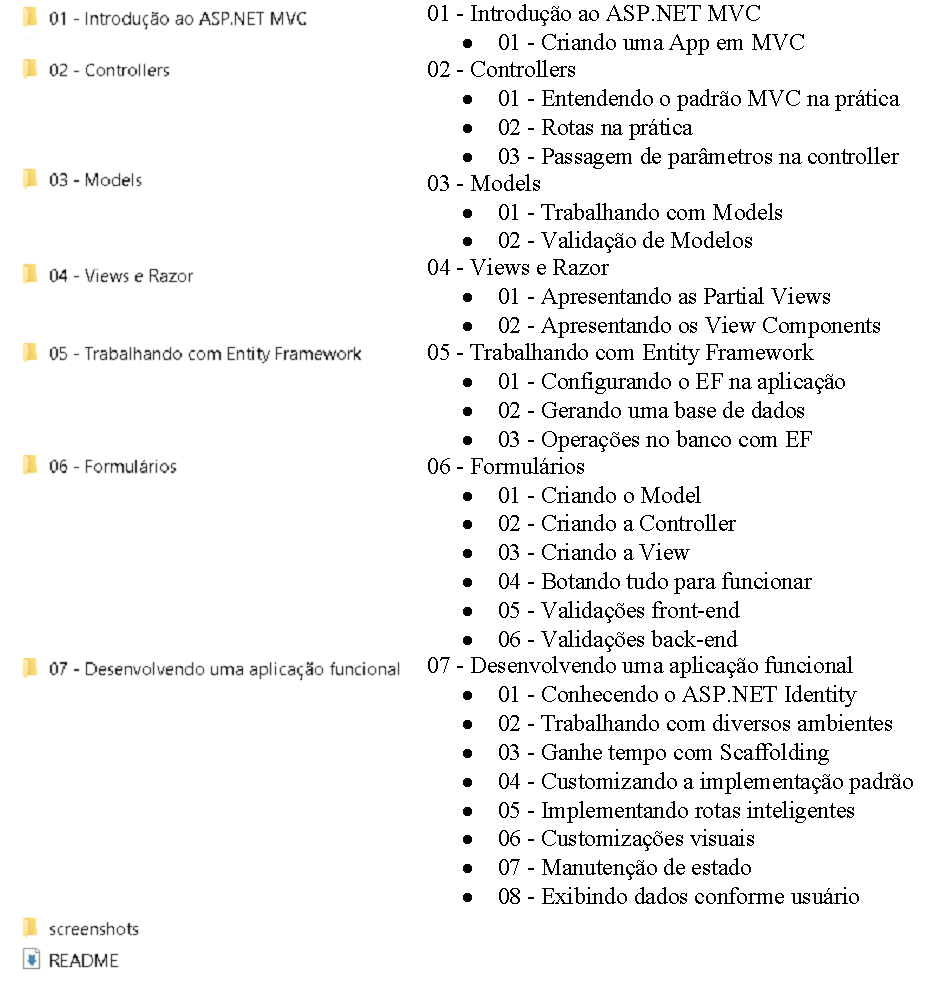 01 - Introdução ao ASP.NET MVC
02 - Controllers
03 - Models
04 - Views e Razor
05 - Trabalhando com Entity Framework
06 - Formulários
07 - Desenvolvendo uma aplicação funcional
screenshots
README
01 - Introdução ao ASP.NET MVC
• 01 - Criando uma App em MVC
02 - Controllers
• 01 - Entendendo o padrão MVC na prática
• 02 - Rotas na prática
• 03 - Passagem de parâmetros na controller
03 - Models
• 01 - Trabalhando com Models
• 02 - Validação de Modelos
04 - Views e Razor
• 01 - Apresentando as Partial Views
• 02 - Apresentando os View Components
05 - Trabalhando com Entity Framework
• 01 - Configurando o EF na aplicação
• 02 - Gerando uma base de dados
• 03 - Operações no banco com EF
06 - Formulários
• 01 - Criando o Model
• 02 - Criando a Controller
• 03 - Criando a View
• 04 - Botando tudo para funcionar
• 05 - Validações front-end
• 06 - Validações back-end
07 - Desenvolvendo uma aplicação funcional
• 01 - Conhecendo o ASP.NET Identity
• 02 - Trabalhando com diversos ambientes
• 03 - Ganhe tempo com Scaffolding
• 04 - Customizando a implementação padrão
• 05 - Implementando rotas inteligentes
• 06 - Customizações visuais
• 07 - Manutenção de estado
• 08 - Exibindo dados conforme usuário